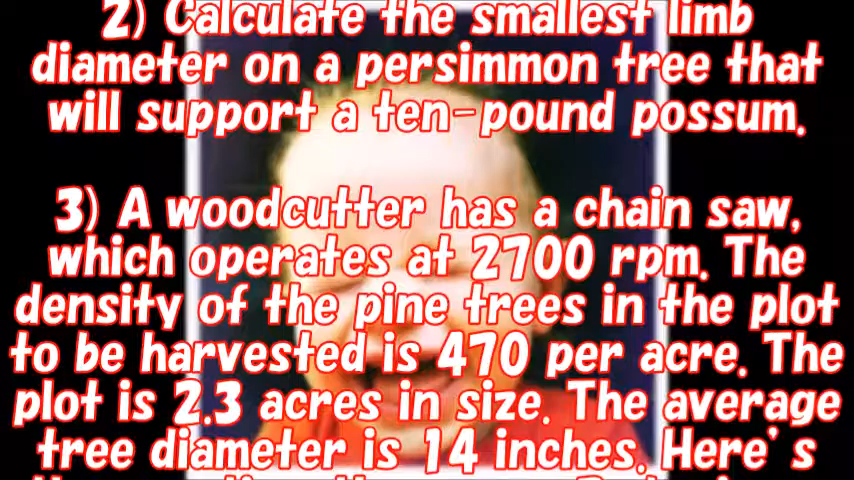 2) Calculate the smallest limb
diameter on a persimmon tree that
will support a ten-pound possum.
3) A woodcutter has a chain saw,
which operates at 2700 rpm. The
density of the pine trees in the plot
to be harvested is 470 per acre. The
plot is 2.3 acres in size. The average
tree diameter is 14 inches. Here's